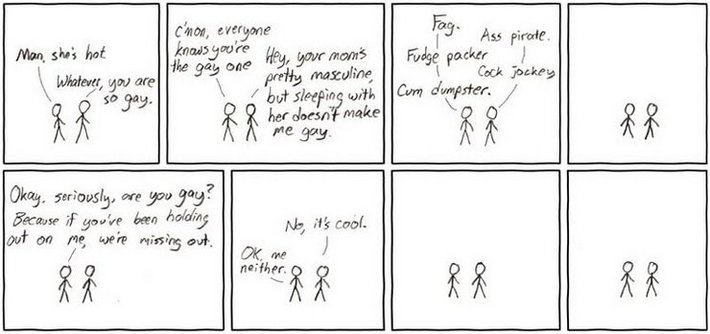 Man, she's hot
Whatever, you are
so gay.
C'mon, everyone
knows you're
the gay one
Hey, your mom's
pretty masculine,
but sleeping with
her doesn't make
me gay.
Fag.
Ass pirate.
Fudge packer
Cock jockey
Cum dumpster.
Okay, seriously, are you gay?
Because if you've been holding
out on me, we're missing out.
No, it's cool.
OK, me
neither.